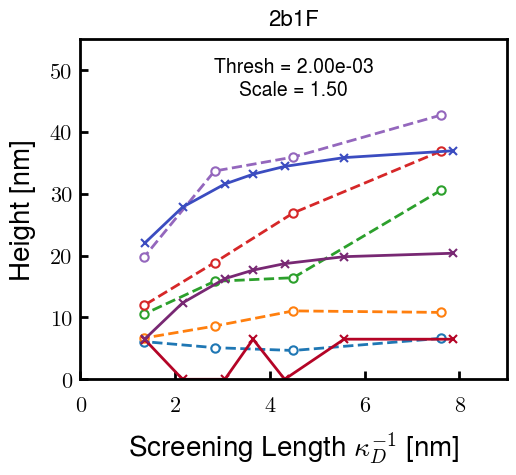 2b1F
Thresh = 2.00e-03
Scale = 1.50
Height [nm]
50
40
30
20
10
0
0 2 4 6 8
Screening Length κ_D^{-1} [nm]